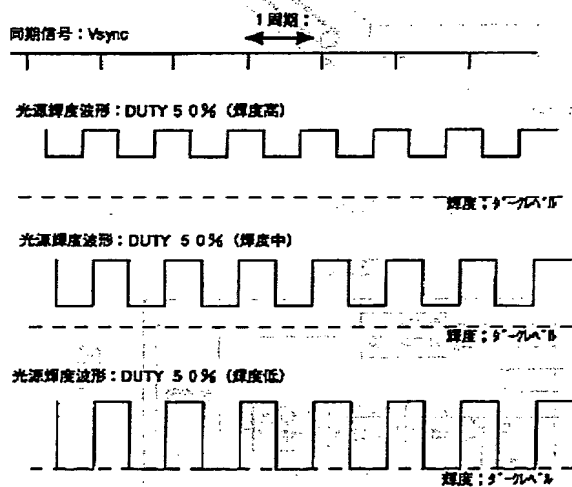 1周期:
同期信号:Vsync
光源輝度波形:DUTY 50%(輝度高)
輝度;ダークレベル
光源輝度波形:DUTY 50%(輝度中)
輝度;ダークレベル
光源輝度波形:DUTY 50%(輝度低)
輝度;ダークレベル